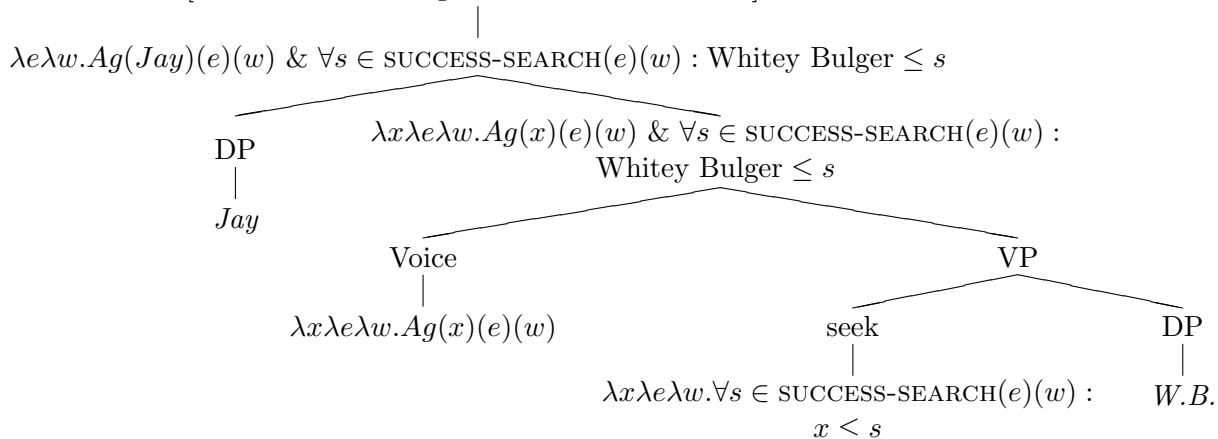 λeλw.Ag(Jay)(e)(w) & ∀s ∈ SUCCESS-SEARCH(e)(w) : Whitey Bulger ≤ s
DP
λxλeλw.Ag(x)(e)(w) & ∀s ∈ SUCCESS-SEARCH(e)(w) :
Whitey Bulger ≤ s
Jay
Voice
VP
λxλeλw.Ag(x)(e)(w)
seek
DP
λxλeλw.∀s ∈ SUCCESS-SEARCH(e)(w) :
x < s
W.B.